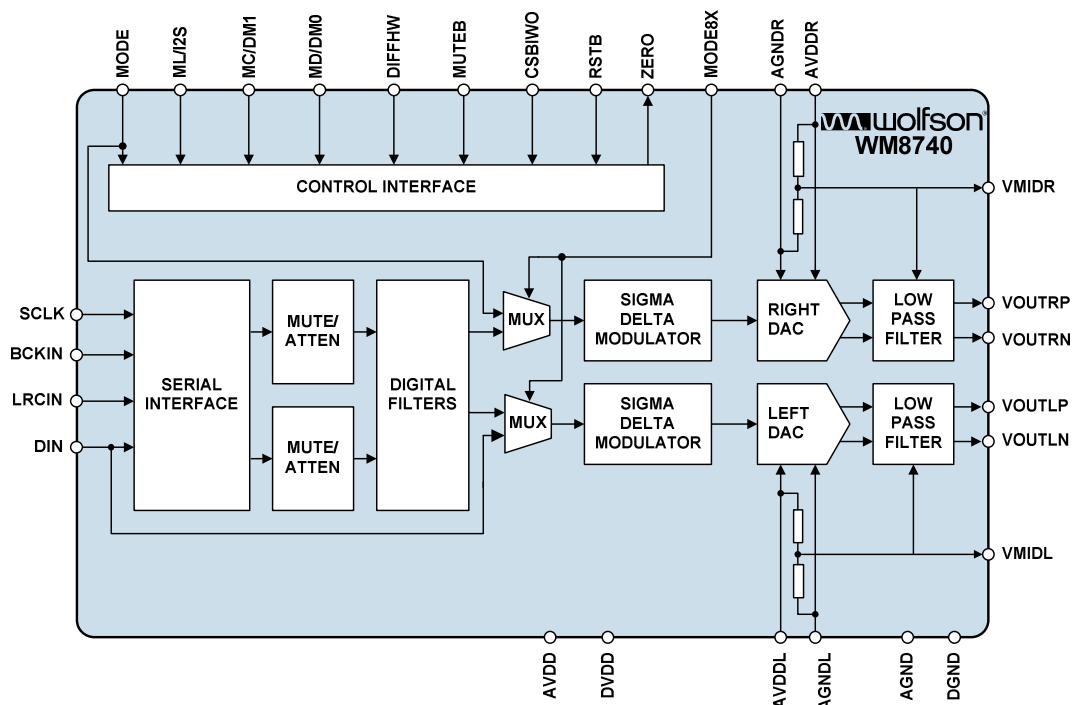 MODE
ML/I2S
MC/DM1
MD/DM0
DIFFHW
MUTEB
CSBIWO
RSTB
ZERO
MODE8X
AGNDR
AVDDR
wolfson®
WM8740
CONTROL INTERFACE
VMIDR
SCLK
BCKIN
LRCIN
DIN
SERIAL
INTERFACE
MUTE/
ATTEN
MUTE/
ATTEN
DIGITAL
FILTERS
MUX
MUX
SIGMA
DELTA
MODULATOR
SIGMA
DELTA
MODULATOR
RIGHT
DAC
LEFT
DAC
LOW
PASS
FILTER
LOW
PASS
FILTER
VOUTRP
VOUTRN
VOUTLP
VOUTLN
VMIDL
AVDD
DVDD
AVDDL
AGNDL
AGND
DGND